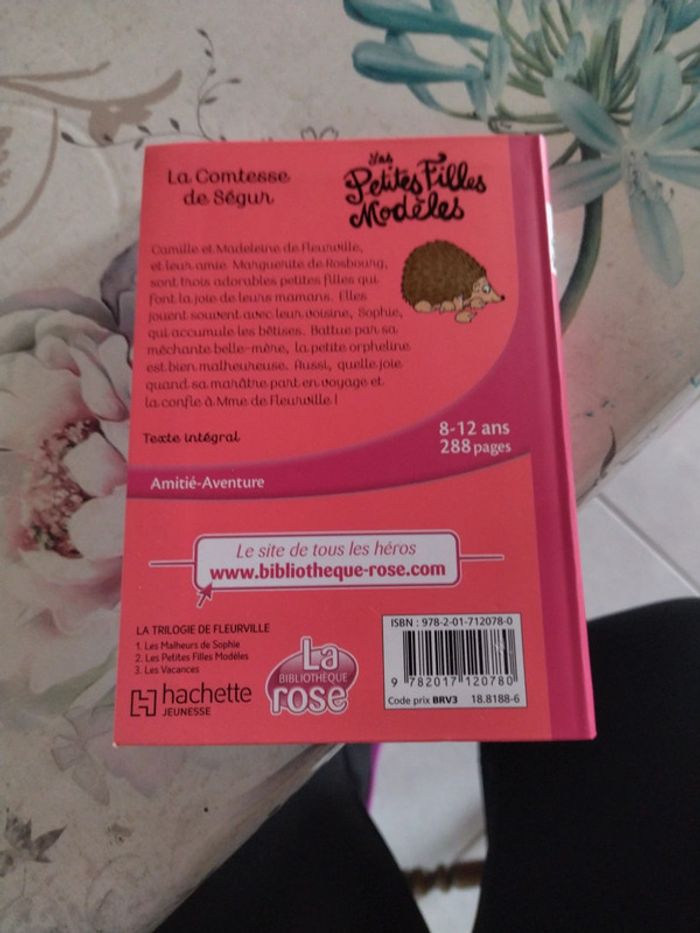 La Comtesse
de Ségur
Les
Petites Filles
Modèles
Camille et Madeleine de Fleurville,
et leur amie Marguerite de Rosbourg,
sont trois adorables petites filles qui
font la joie de leurs mamans. Elles
jouent souvent avec leur voisine, Sophie,
qui accumule les bêtises. Battue par sa
méchante belle-mère, la petite orpheline
est bien malheureuse. Aussi, quelle joie
quand sa marâtre part en voyage et
la confie à Mme de Fleurville !
Texte intégral
8-12 ans
288 pages
Amitié-Aventure
Le site de tous les héros
www.bibliotheque-rose.com
LA TRILOGIE DE FLEURVILLE
1. Les Malheurs de Sophie
2. Les Petites Filles Modèles
3. Les Vacances
hachette
JEUNESSE
La
BIBLIOTHÈQUE
rose
ISBN : 978-2-01-712078-0
9 782017 120780
Code prix BRV3 18.8188-6